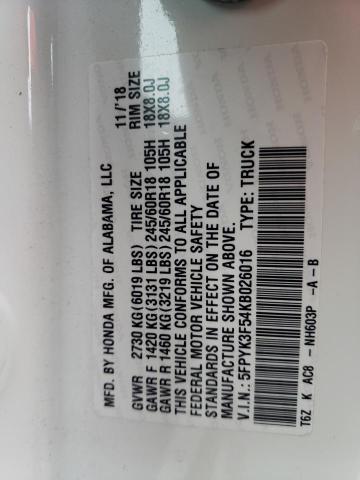 MFD. BY HONDA MFG. OF ALABAMA, LLC 11/'18
GVWR 2730 KG(6019 LBS) TIRE SIZE RIM SIZE
GAWR F 1420 KG(3131 LBS)245/60R18 105H 18X8.0J
GAWR R 1460 KG(3219 LBS)245/60R18 105H 18X8.0J
THIS VEHICLE CONFORMS TO ALL APPLICABLE
FEDERAL MOTOR VEHICLE SAFETY
STANDARDS IN EFFECT ON THE DATE OF
MANUFACTURE SHOWN ABOVE.
V.I.N.: 5FPYK3F54KB026016 TYPE: TRUCK
T6Z K AC8 - NH603P -A-B